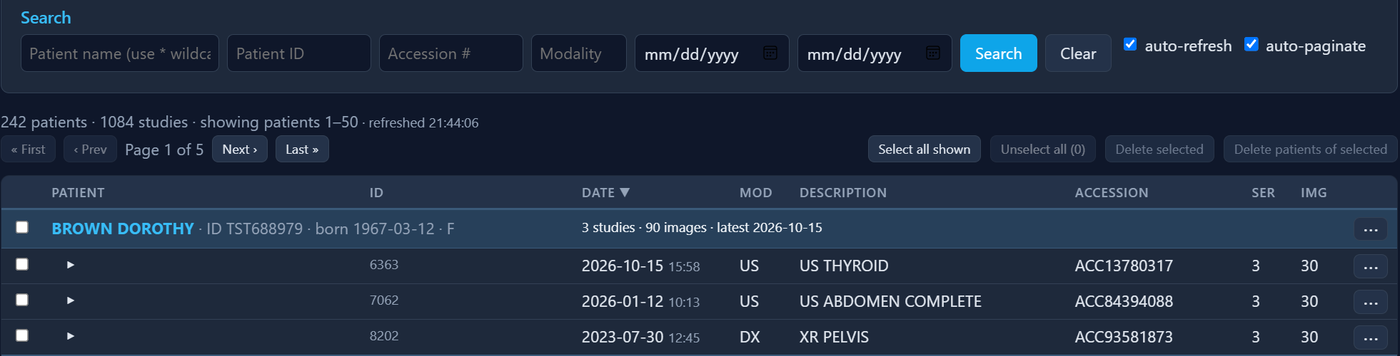 Search
Patient name (use * wildca Patient ID Accession # Modality mm/dd/yyyy mm/dd/yyyy Search Clear auto-refresh auto-paginate
242 patients · 1084 studies · showing patients 1–50 · refreshed 21:44:06
« First ‹ Prev Page 1 of 5 Next › Last » Select all shown Unselect all (0) Delete selected Delete patients of selected
PATIENT ID DATE ▼ MOD DESCRIPTION ACCESSION SER IMG
BROWN DOROTHY · ID TST688979 · born 1967-03-12 · F 3 studies · 90 images · latest 2026-10-15 ...
▶ 6363 2026-10-15 15:58 US US THYROID ACC13780317 3 30 ...
▶ 7062 2026-01-12 10:13 US US ABDOMEN COMPLETE ACC84394088 3 30 ...
▶ 8202 2023-07-30 12:45 DX XR PELVIS ACC93581873 3 30 ...